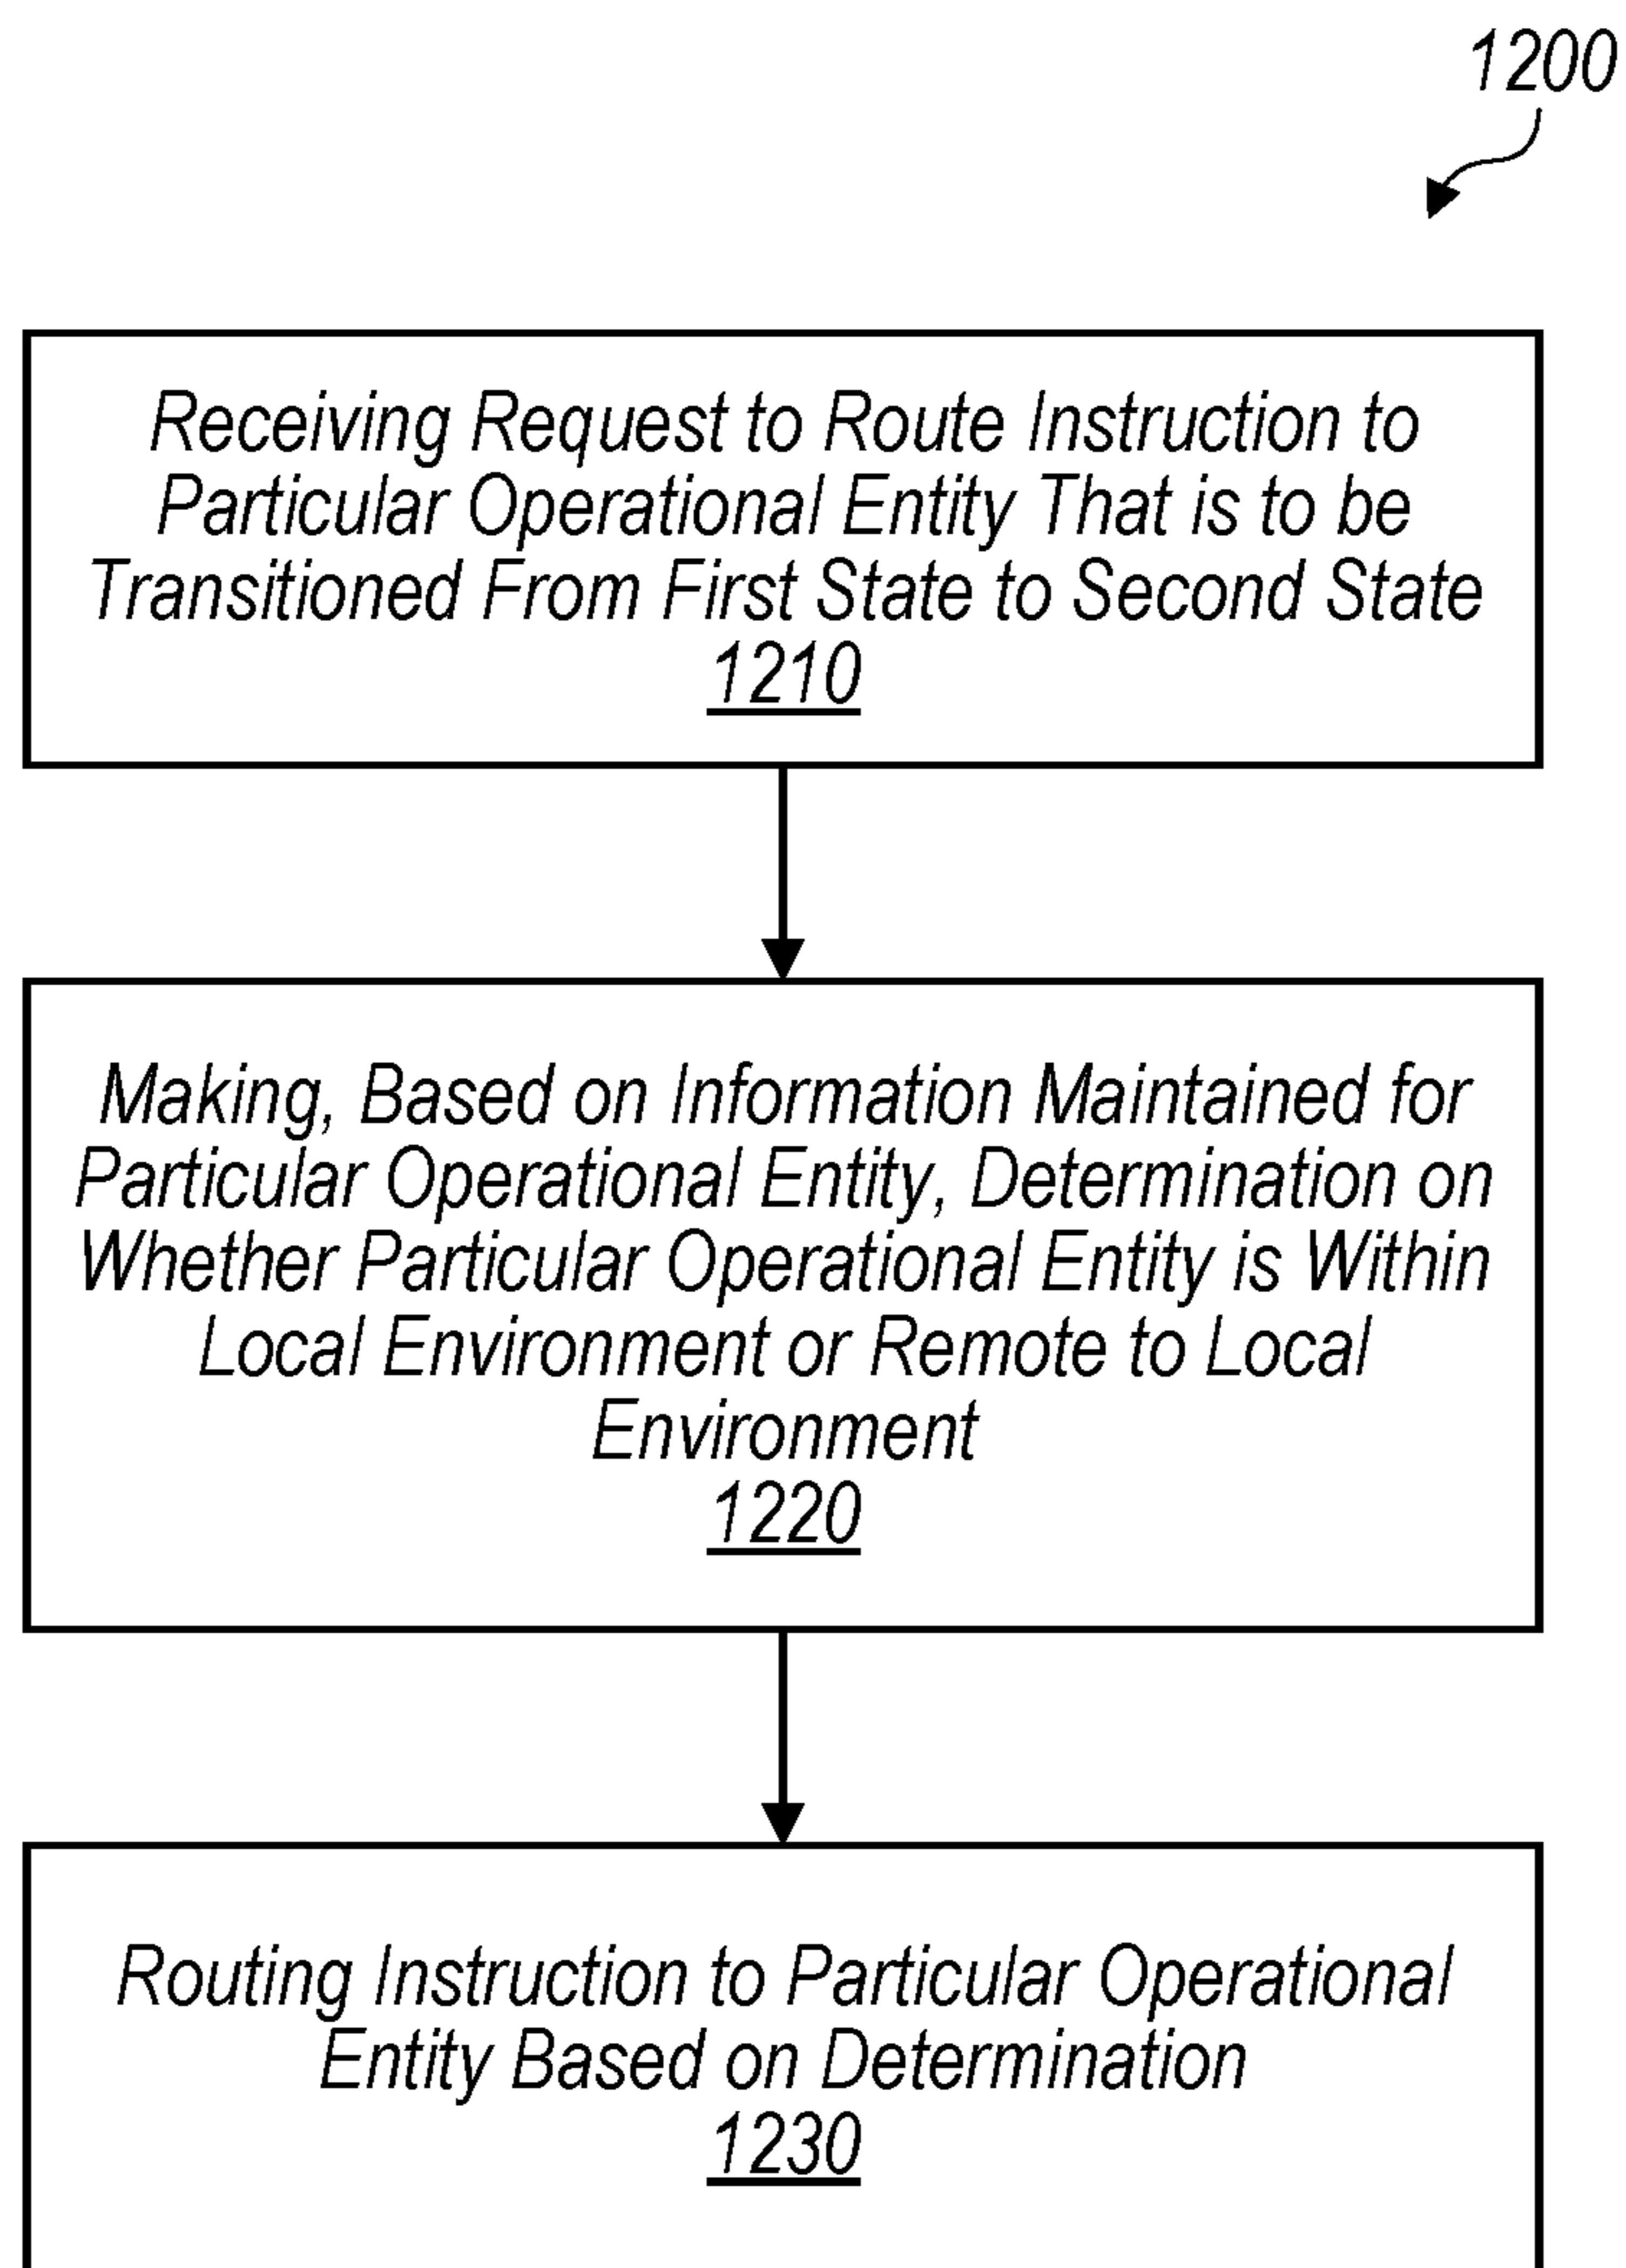 1200
Receiving Request to Route Instruction to
Particular Operational Entity That is to be
Transitioned From First State to Second State
1210
Making, Based on Information Maintained for
Particular Operational Entity, Determination on
Whether Particular Operational Entity is Within
Local Environment or Remote to Local
Environment
1220
Routing Instruction to Particular Operational
Entity Based on Determination
1230